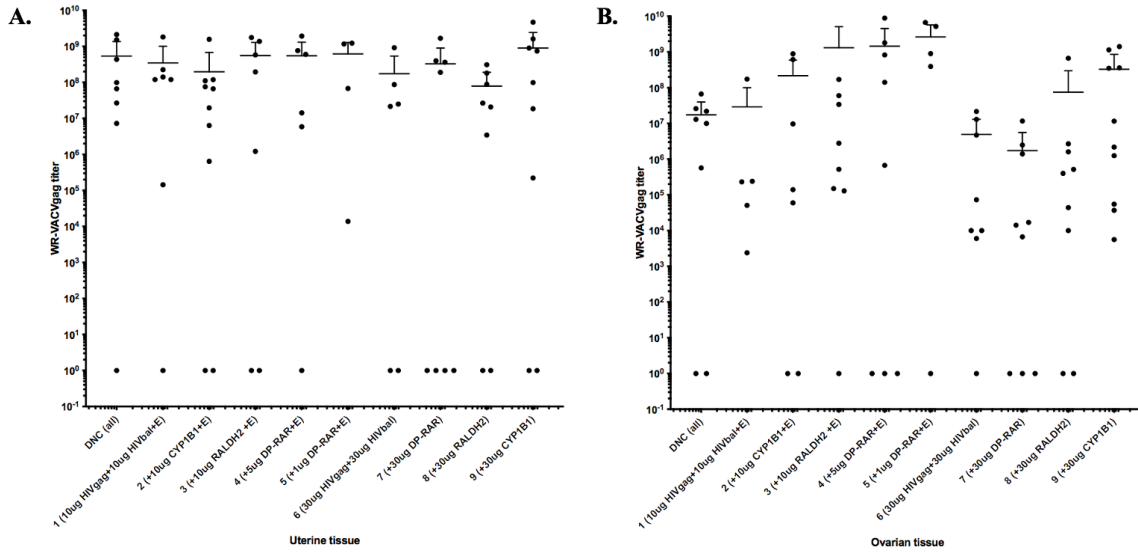 A.
WR-VACVgag titer
10^10
10^9
10^8
10^7
10^6
10^5
10^4
10^3
10^2
10^1
10^0
10^-1
DNC (all)
1 (10ug HIVgag+10ug HIVbal+E)
2 (+10ug CYP1B1+E)
3 (+10ug RALDH2 +E)
4 (+5ug DP-RAR+E)
5 (+1ug DP-RAR+E)
6 (30ug HIVgag+30ug HIVbal)
7 (+30ug DP-RAR)
8 (+30ug RALDH2)
9 (+30ug CYP1B1)
Uterine tissue
B.
WR-VACVgag titer
10^10
10^9
10^8
10^7
10^6
10^5
10^4
10^3
10^2
10^1
10^0
10^-1
DNC (all)
1 (10ug HIVgag+10ug HIVbal+E)
2 (+10ug CYP1B1+E)
3 (+10ug RALDH2 +E)
4 (+5ug DP-RAR+E)
5 (+1ug DP-RAR+E)
6 (30ug HIVgag+30ug HIVbal)
7 (+30ug DP-RAR)
8 (+30ug RALDH2)
9 (+30ug CYP1B1)
Ovarian tissue